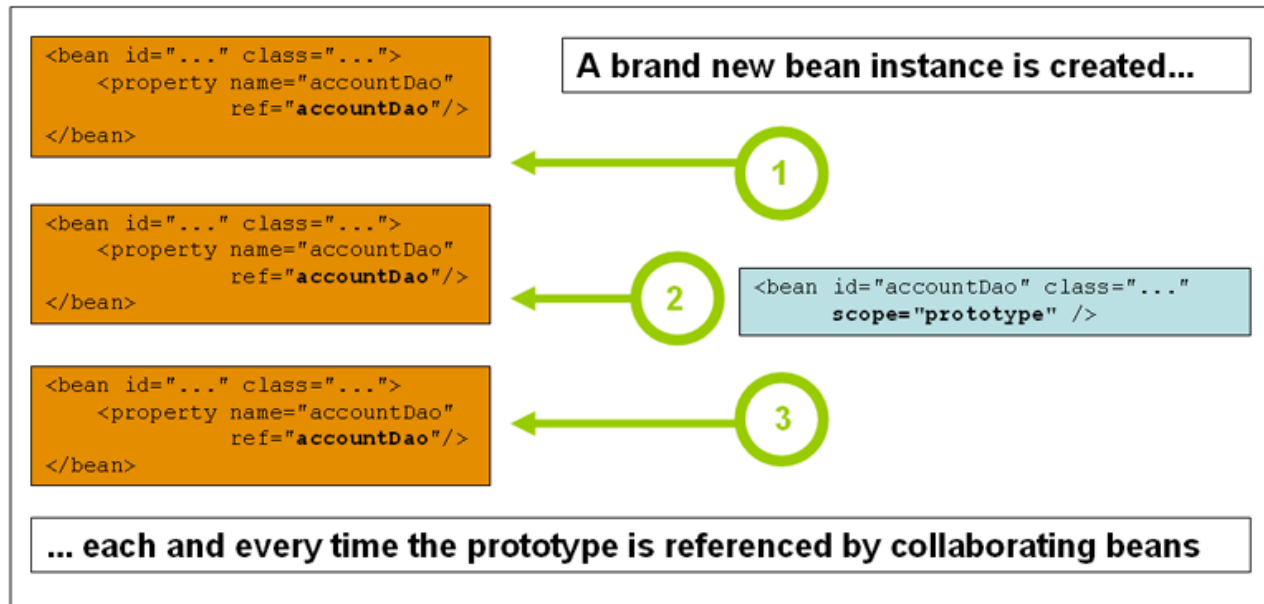 <bean id="..." class="...">
    <property name="accountDao"
              ref="accountDao"/>
</bean>
A brand new bean instance is created...
1
<bean id="..." class="...">
    <property name="accountDao"
              ref="accountDao"/>
</bean>
2
<bean id="accountDao" class="..."
      scope="prototype" />
<bean id="..." class="...">
    <property name="accountDao"
              ref="accountDao"/>
</bean>
3
... each and every time the prototype is referenced by collaborating beans